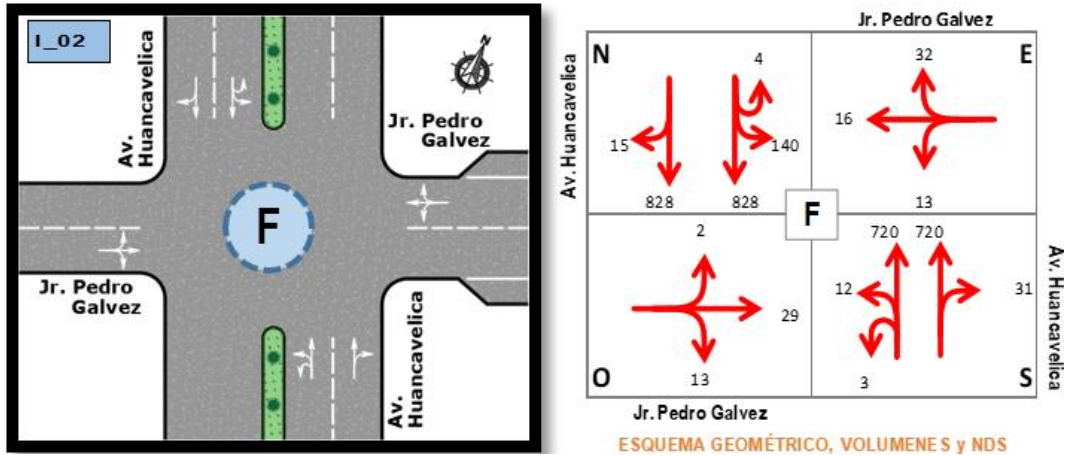 I_02
N
Av.
Huancavelica
Jr. Pedro
Galvez
F
Jr. Pedro
Galvez
Av.
Huancavelica
Jr. Pedro Galvez
Av. Huancavelica
N
4
15
140
828
828
32
E
16
13
F
2
29
13
O
720
720
12
31
3
S
Av. Huancavelica
Jr. Pedro Galvez
ESQUEMA GEOMÉTRICO, VOLUMENES y NDS